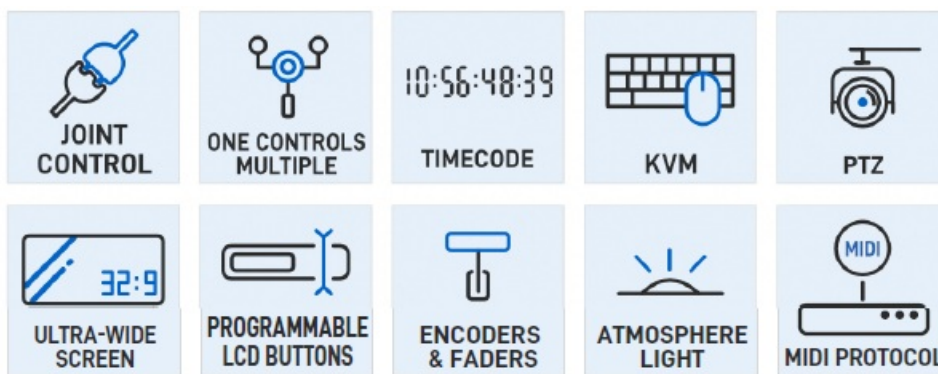 JOINT
CONTROL
ONE CONTROLS
MULTIPLE
10:56:48:39
TIMECODE
KVM
PTZ
32:9
ULTRA-WIDE
SCREEN
PROGRAMMABLE
LCD BUTTONS
ENCODERS
& FADERS
ATMOSPHERE
LIGHT
MIDI
MIDI PROTOCOL